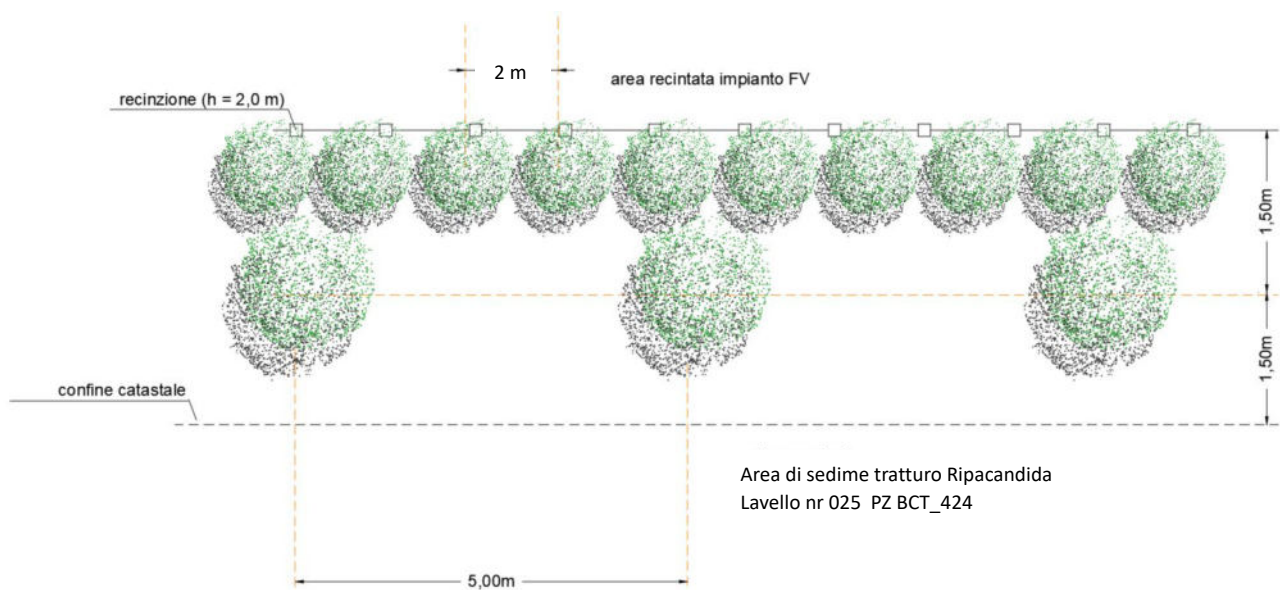 2 m
area recintata impianto FV
recinzione (h = 2,0 m)
1,50m
1,50m
confine catastale
Area di sedime tratturo Ripacandida
Lavello nr 025  PZ BCT_424
5,00m